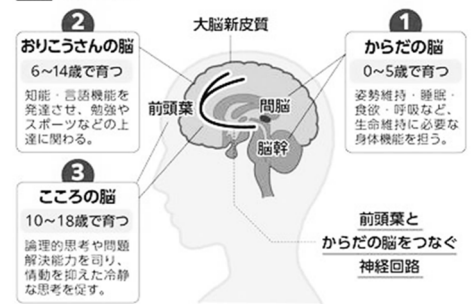 大脳新皮質
2
おりこうさんの脳
6〜14歳で育つ
知能・言語機能を
発達させ、勉強や
スポーツなどの上
達に関わる。
1
からだの脳
0〜5歳で育つ
姿勢維持・睡眠・
食欲・呼吸など、
生命維持に必要な
身体機能を担う。
前頭葉
間脳
脳幹
3
こころの脳
10〜18歳で育つ
論理的思考や問題
解決能力を司り、
情動を抑えた冷静
な思考を促す。
前頭葉と
からだの脳をつなぐ
神経回路